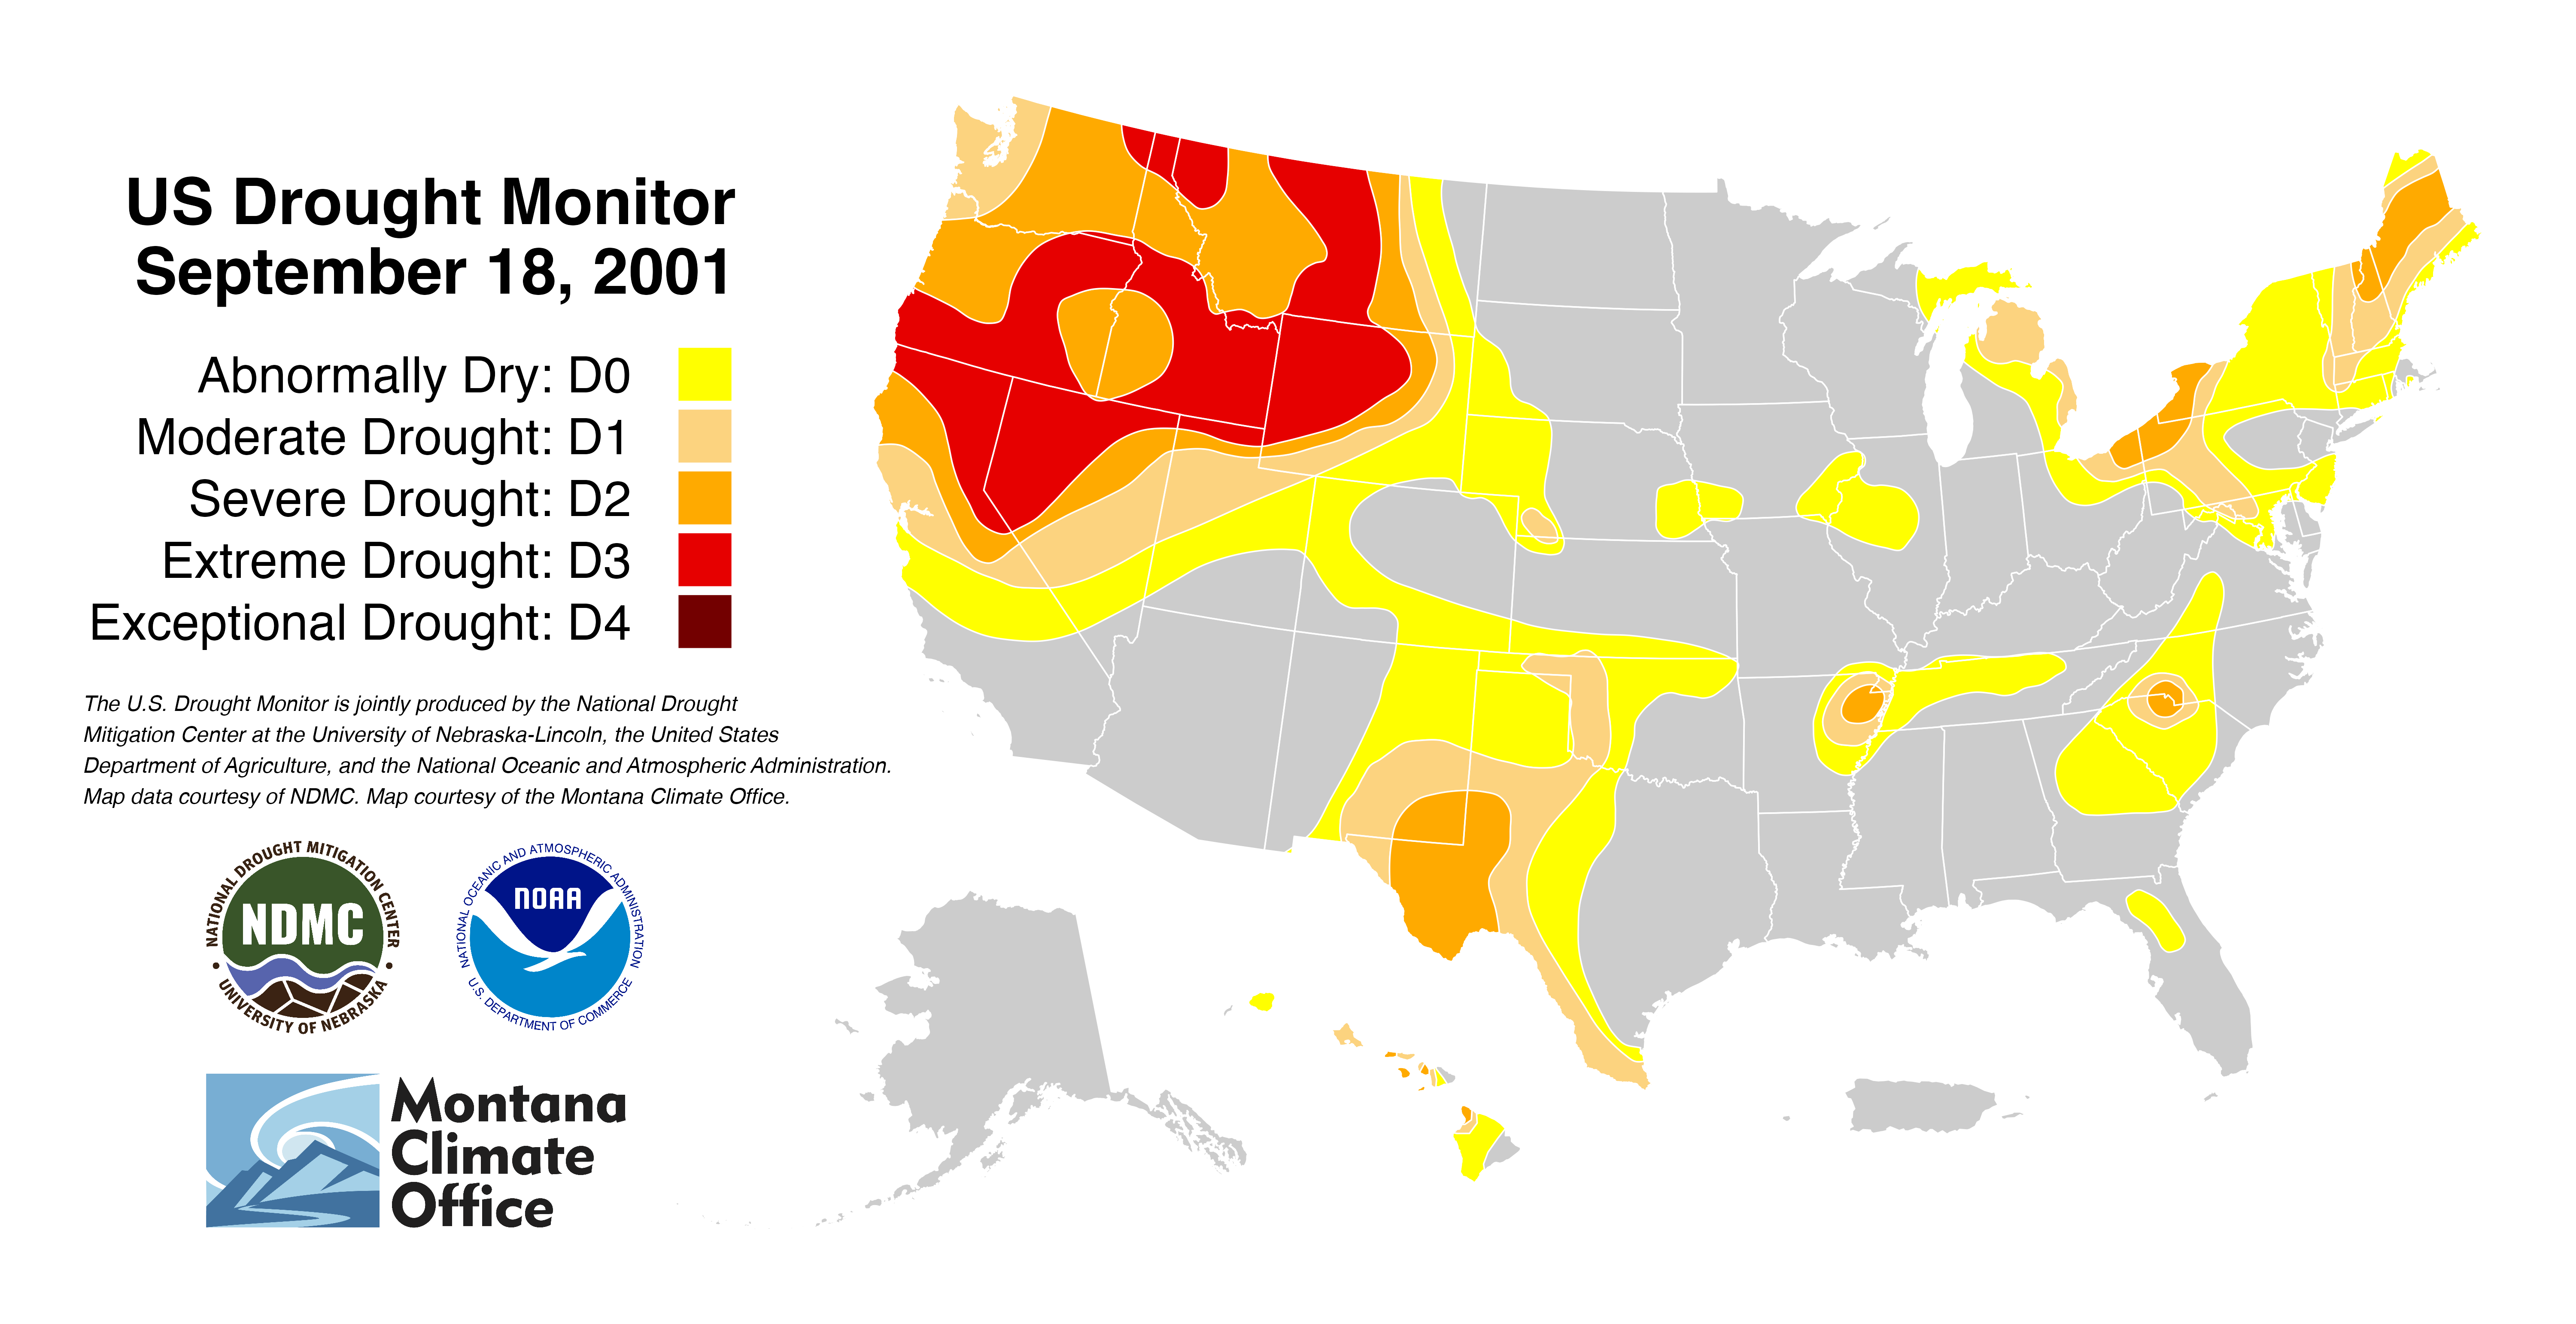 US Drought Monitor
September 18, 2001
Abnormally Dry: D0
Moderate Drought: D1
Severe Drought: D2
Extreme Drought: D3
Exceptional Drought: D4
The U.S. Drought Monitor is jointly produced by the National Drought
Mitigation Center at the University of Nebraska-Lincoln, the United States
Department of Agriculture, and the National Oceanic and Atmospheric Administration.
Map data courtesy of NDMC. Map courtesy of the Montana Climate Office.
NATIONAL DROUGHT MITIGATION CENTER
NDMC
• UNIVERSITY OF NEBRASKA •
NATIONAL OCEANIC AND ATMOSPHERIC ADMINISTRATION
NOAA
U.S. DEPARTMENT OF COMMERCE
Montana
Climate
Office